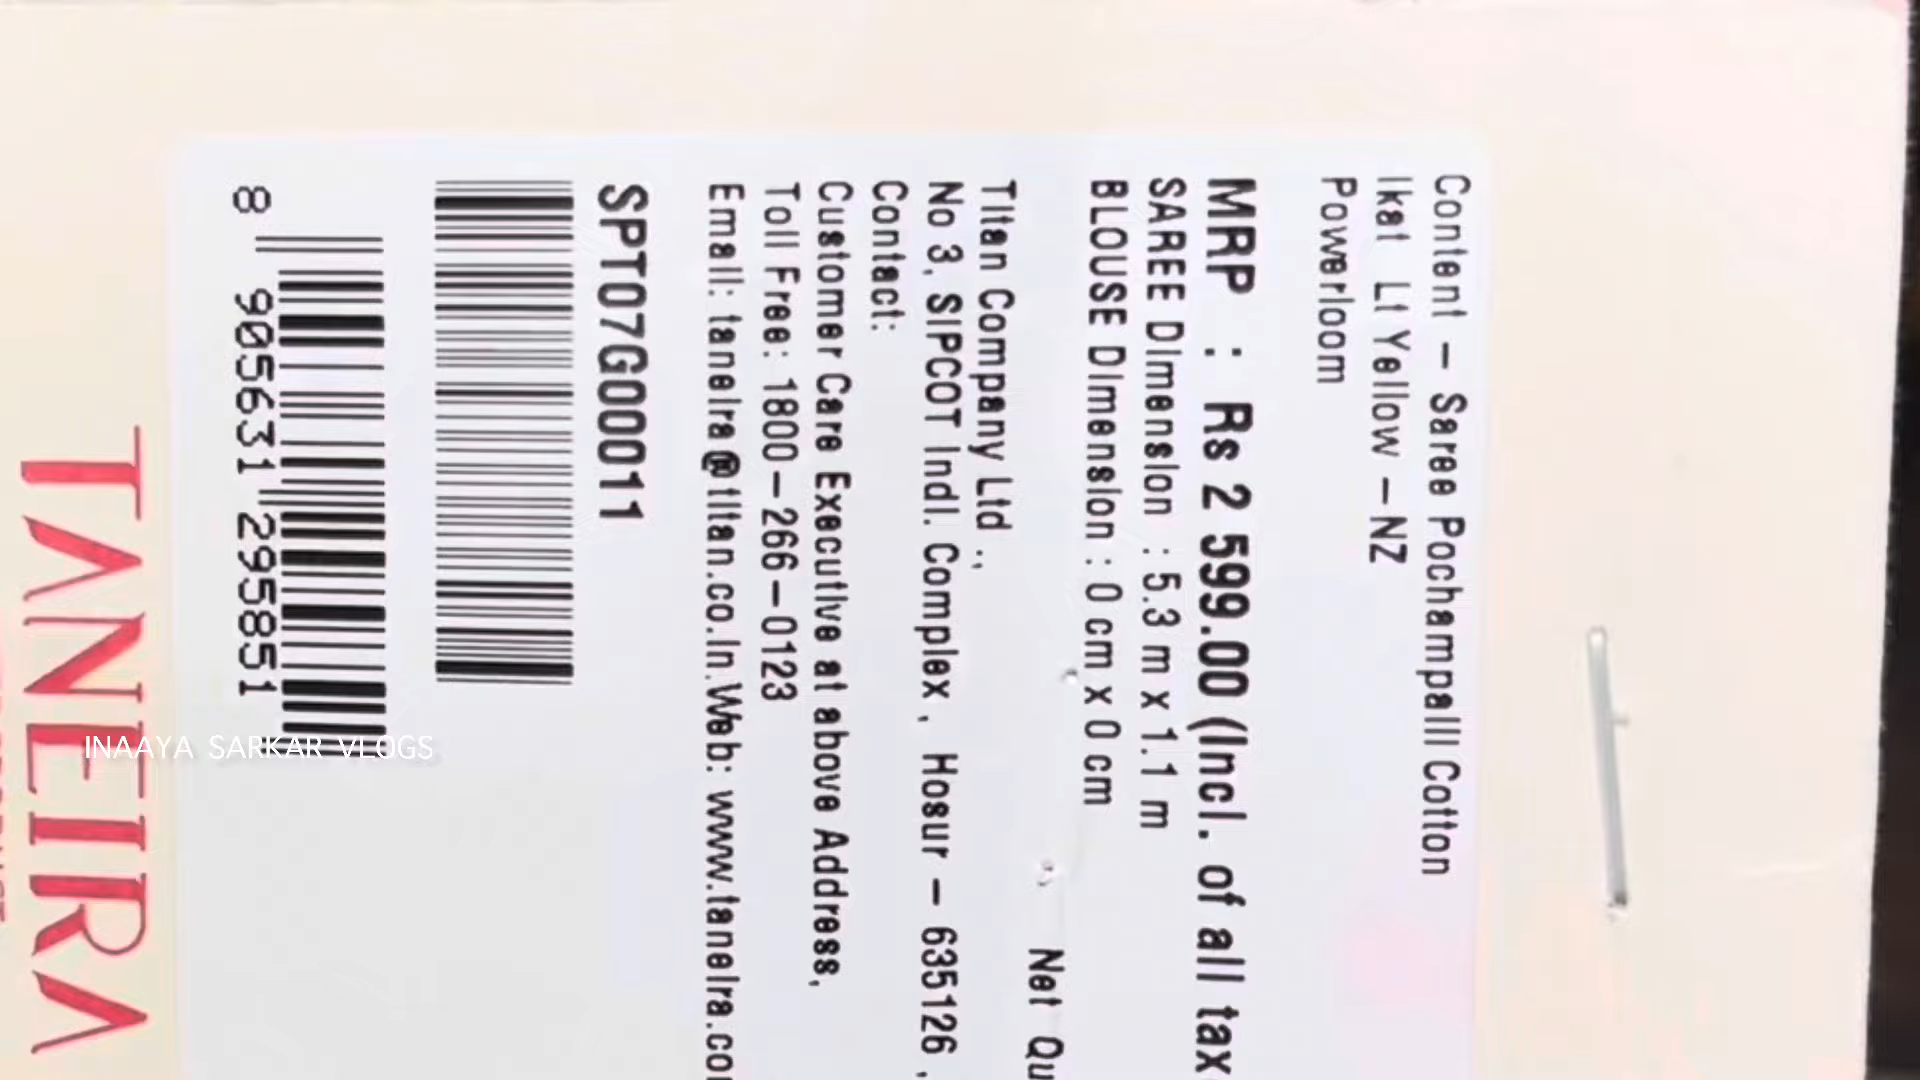 Content – Saree Pochampalli Cotton
Ikat Lt Yellow –NZ
Powerloom
MRP : Rs 2 599.00 (Incl. of all tax
SAREE Dimension : 5.3 m x 1.1 m
BLOUSE Dimension : 0 cm x 0 cm
Net Qu
Titan Company Ltd .,
No 3, SIPCOT Indl. Complex , Hosur – 635126 ,
Contact:
Customer Care Executive at above Address,
Toll Free: 1800–266–0123
Email: taneira@titan.co.in.Web: www.taneira.co
SPT07G00011
8 905631 295851
TANEIRA
INAAYA SARKAR VLOGS